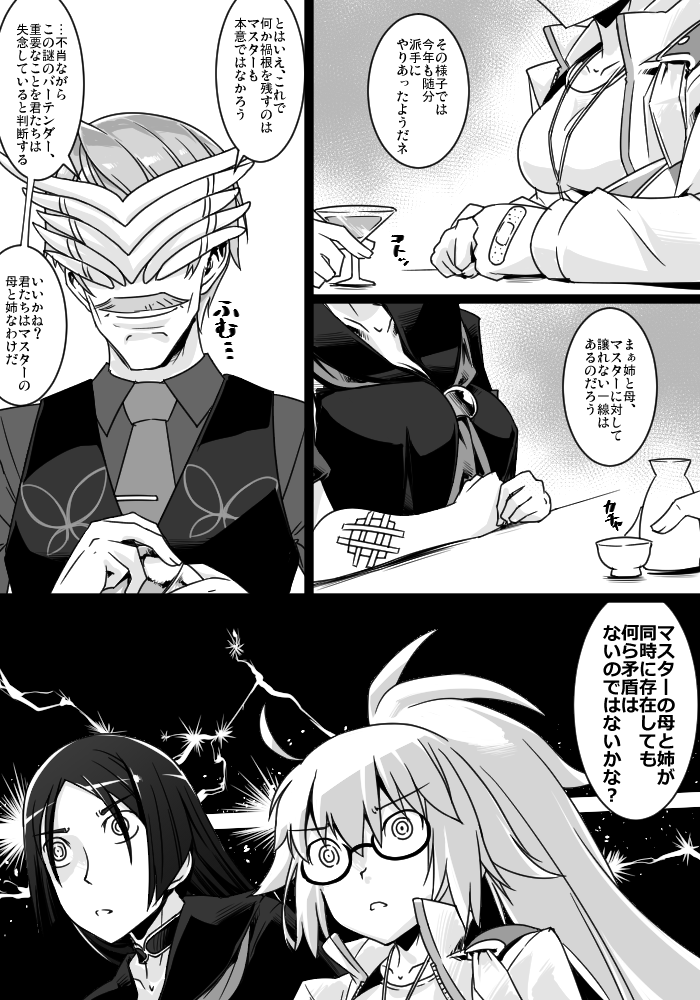 その様子では
今年も随分
派手に
やりあったようだネ
コトッ
まぁ姉と母、
マスターに対して
譲れない一線は
あるのだろう
カチャ
とはいえ、これで
何か禍根を残すのは
マスターも
本意ではなかろう
…不肖ながら
この謎のバーテンダー、
重要なことを君たちは
失念していると判断する
ふむ…
いいかね？
君たちはマスターの
母と姉なわけだ
マスターの母と姉が
同時に存在しても
何ら矛盾は
ないのではないかな？